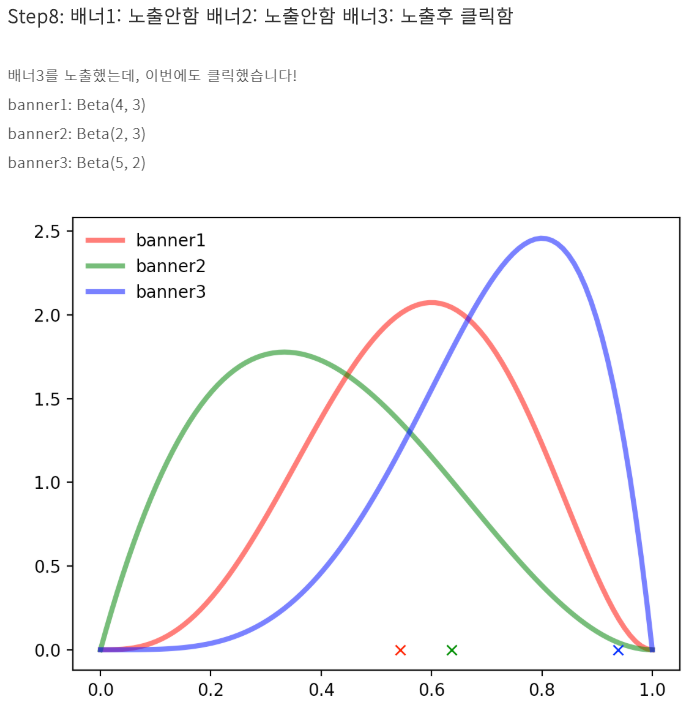 Step8: 배너1: 노출안함 배너2: 노출안함 배너3: 노출후 클릭함
배너3를 노출했는데, 이번에도 클릭했습니다!
banner1: Beta(4, 3)
banner2: Beta(2, 3)
banner3: Beta(5, 2)
2.5
banner1
banner2
banner3
2.0
1.5
1.0
0.5
0.0
0.0 0.2 0.4 0.6 0.8 1.0